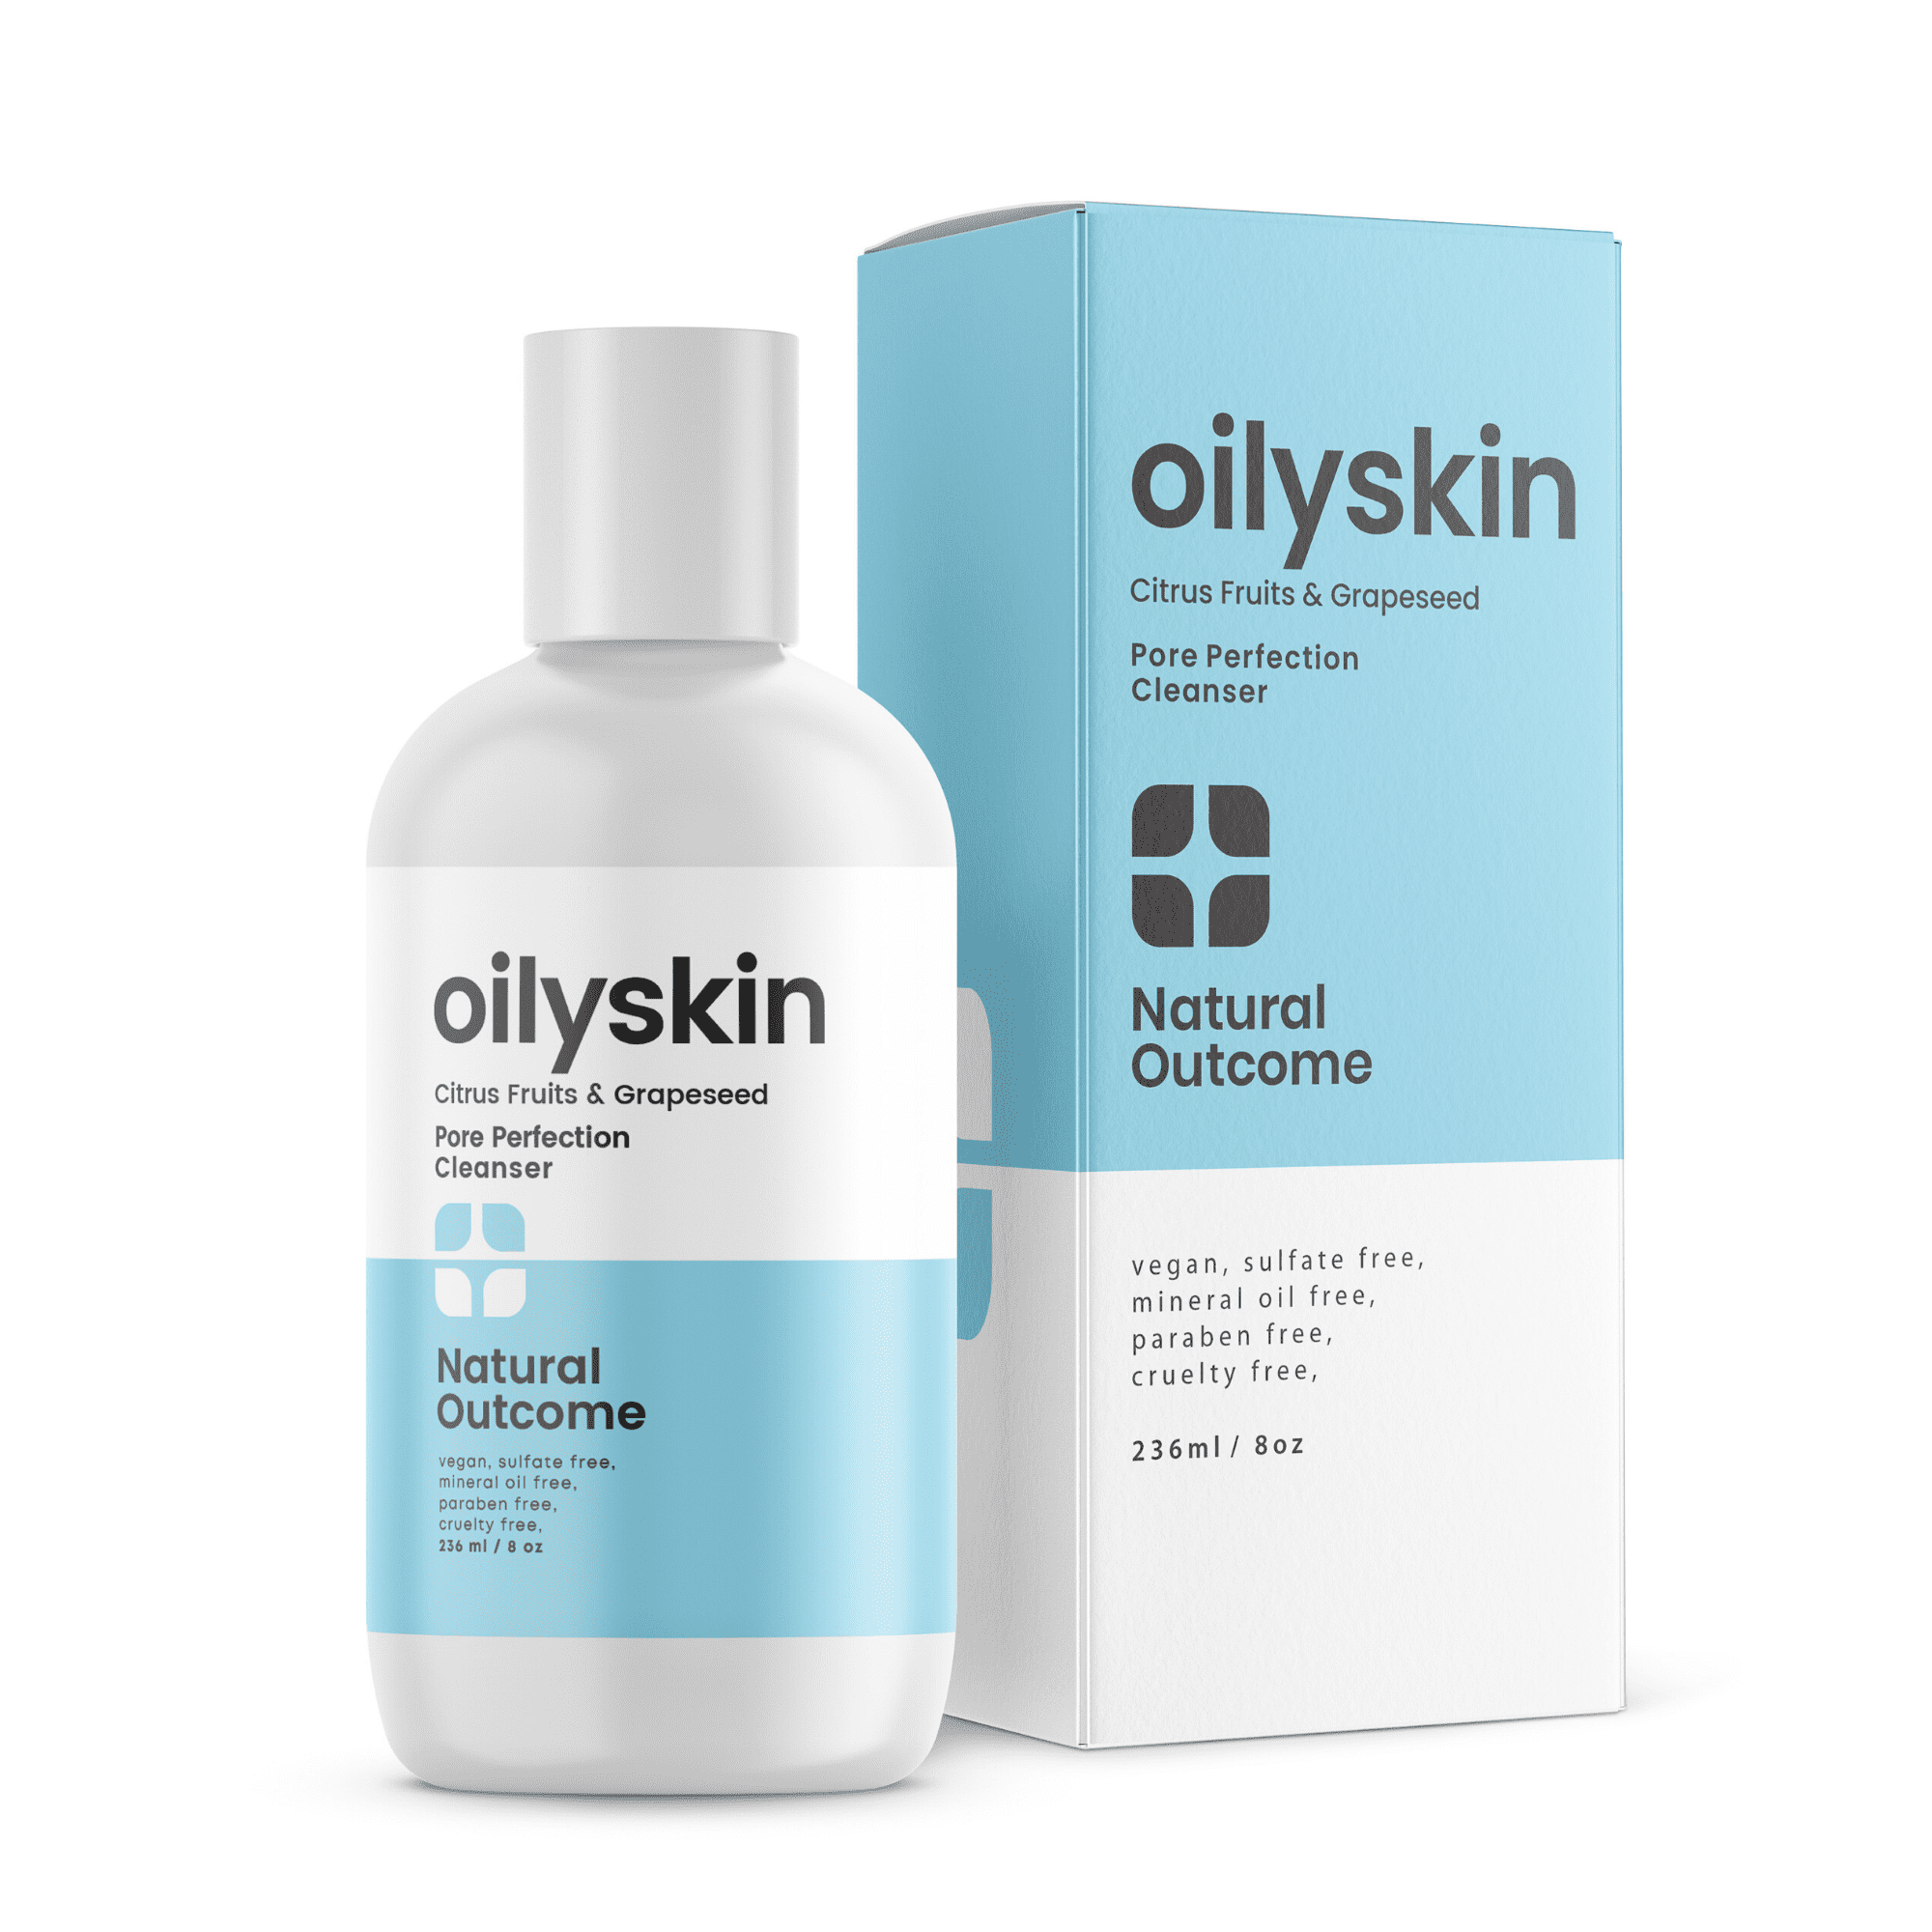 oilyskin
Citrus Fruits & Grapeseed
Pore Perfection
Cleanser
Natural
Outcome
vegan, sulfate free,
mineral oil free,
paraben free,
cruelty free,
236 ml / 8 oz
oilyskin
Citrus Fruits & Grapeseed
Pore Perfection
Cleanser
Natural
Outcome
vegan, sulfate free,
mineral oil free,
paraben free,
cruelty free,
236ml / 8oz